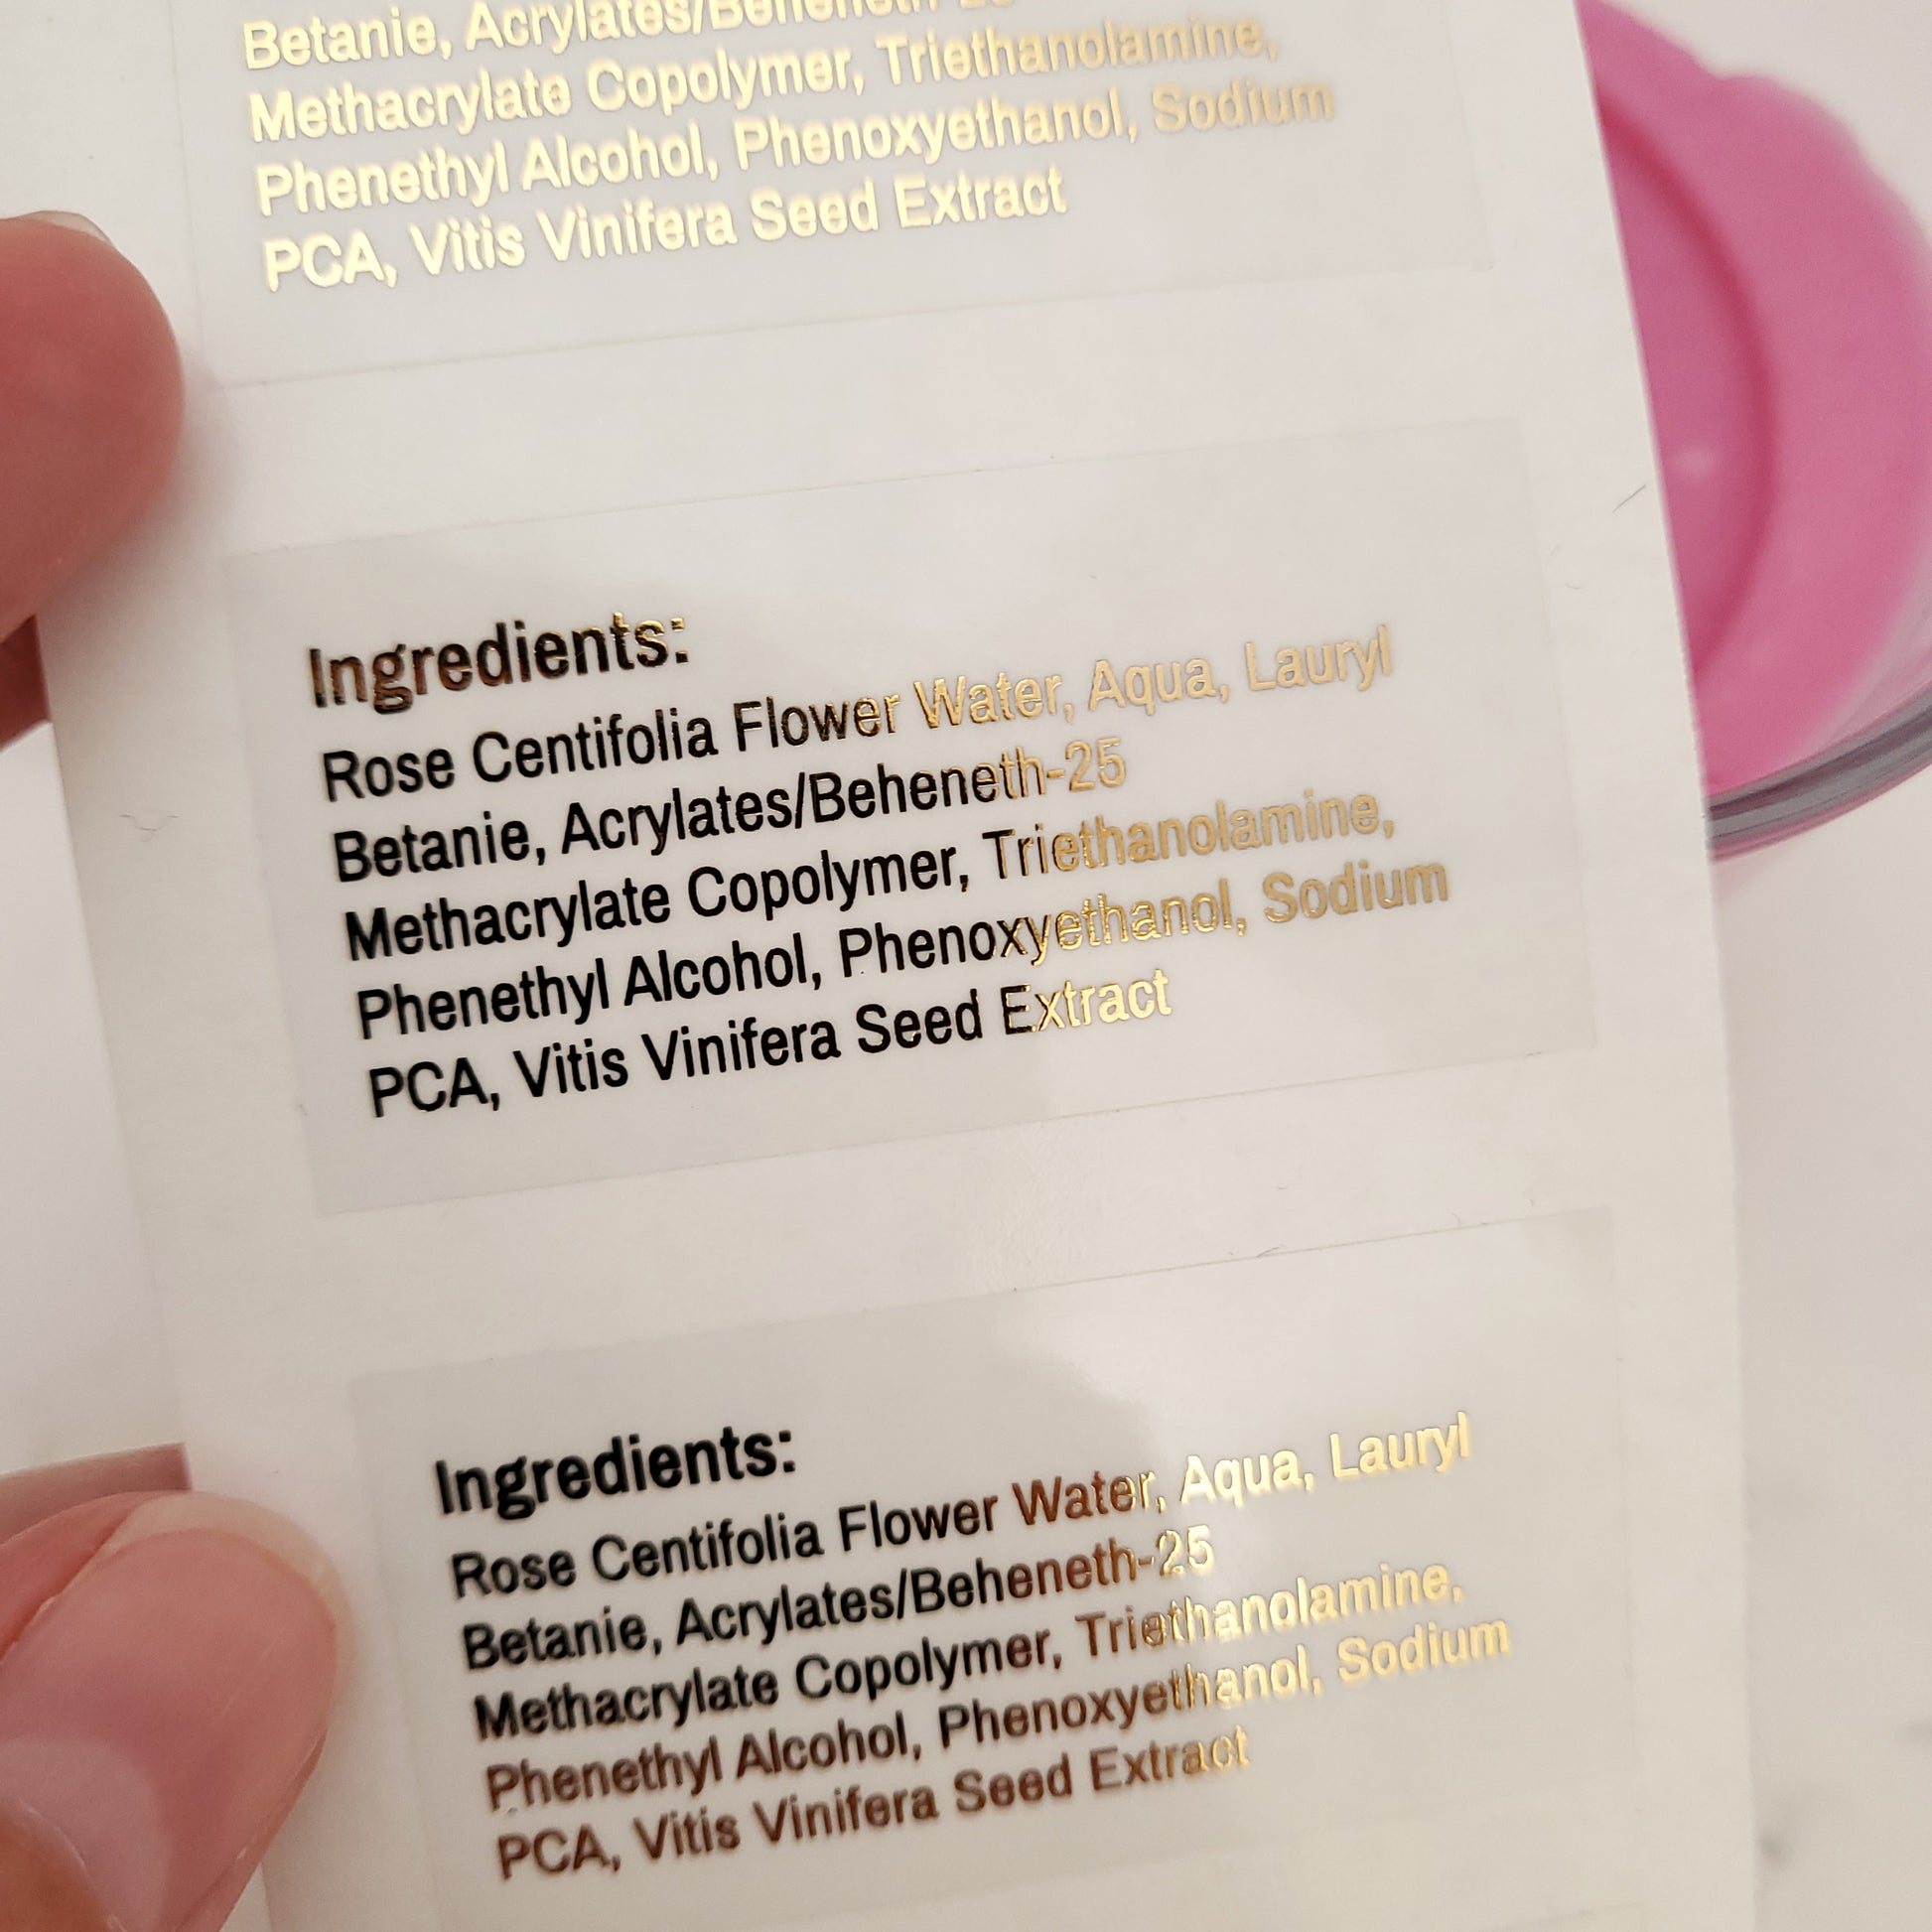 Betanie, Acrylates/Beheneth-25
Methacrylate Copolymer, Triethanolamine,
Phenethyl Alcohol, Phenoxyethanol, Sodium
PCA, Vitis Vinifera Seed Extract
Ingredients:
Rose Centifolia Flower Water, Aqua, Lauryl
Betanie, Acrylates/Beheneth-25
Methacrylate Copolymer, Triethanolamine,
Phenethyl Alcohol, Phenoxyethanol, Sodium
PCA, Vitis Vinifera Seed Extract
Ingredients:
Rose Centifolia Flower Water, Aqua, Lauryl
Betanie, Acrylates/Beheneth-25
Methacrylate Copolymer, Triethanolamine,
Phenethyl Alcohol, Phenoxyethanol, Sodium
PCA, Vitis Vinifera Seed Extract